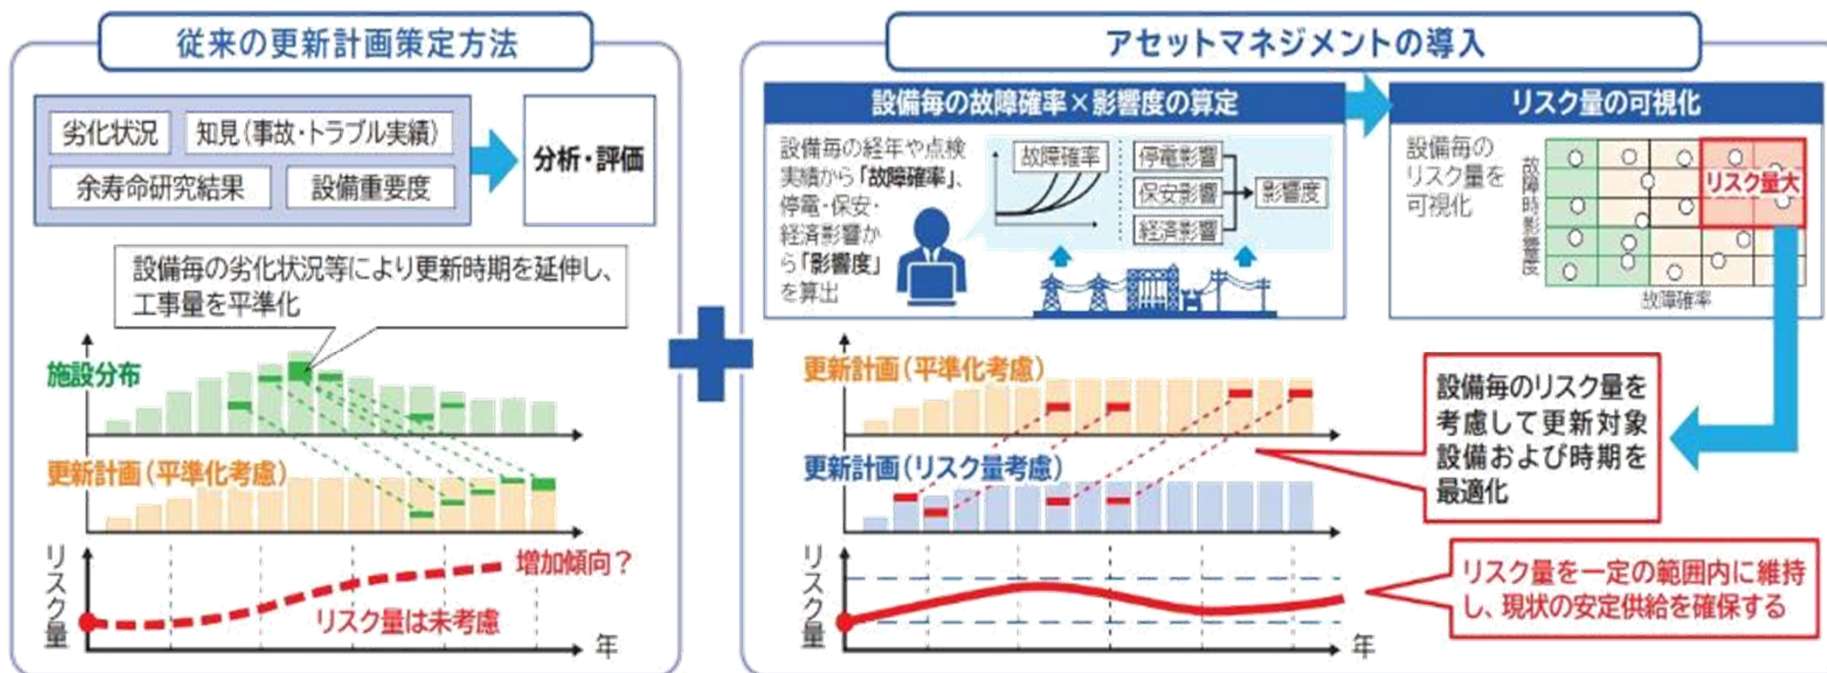 従来の更新計画策定方法
劣化状況
知見(事故・トラブル実績)
余寿命研究結果
設備重要度
分析・評価
設備毎の劣化状況等により更新時期を延伸し、
工事量を平準化
施設分布
更新計画(平準化考慮)
リスク量
増加傾向?
リスク量は未考慮
年
アセットマネジメントの導入
設備毎の故障確率×影響度の算定
設備毎の経年や点検
実績から「故障確率」、
停電・保安・
経済影響か
ら「影響度」
を算出
故障確率
停電影響
保安影響
経済影響
影響度
リスク量の可視化
設備毎の
リスク量を
可視化
故障時影響度
リスク量大
故障確率
更新計画(平準化考慮)
更新計画(リスク量考慮)
設備毎のリスク量を
考慮して更新対象
設備および時期を
最適化
リスク量
年
リスク量を一定の範囲内に維持
し、現状の安定供給を確保する